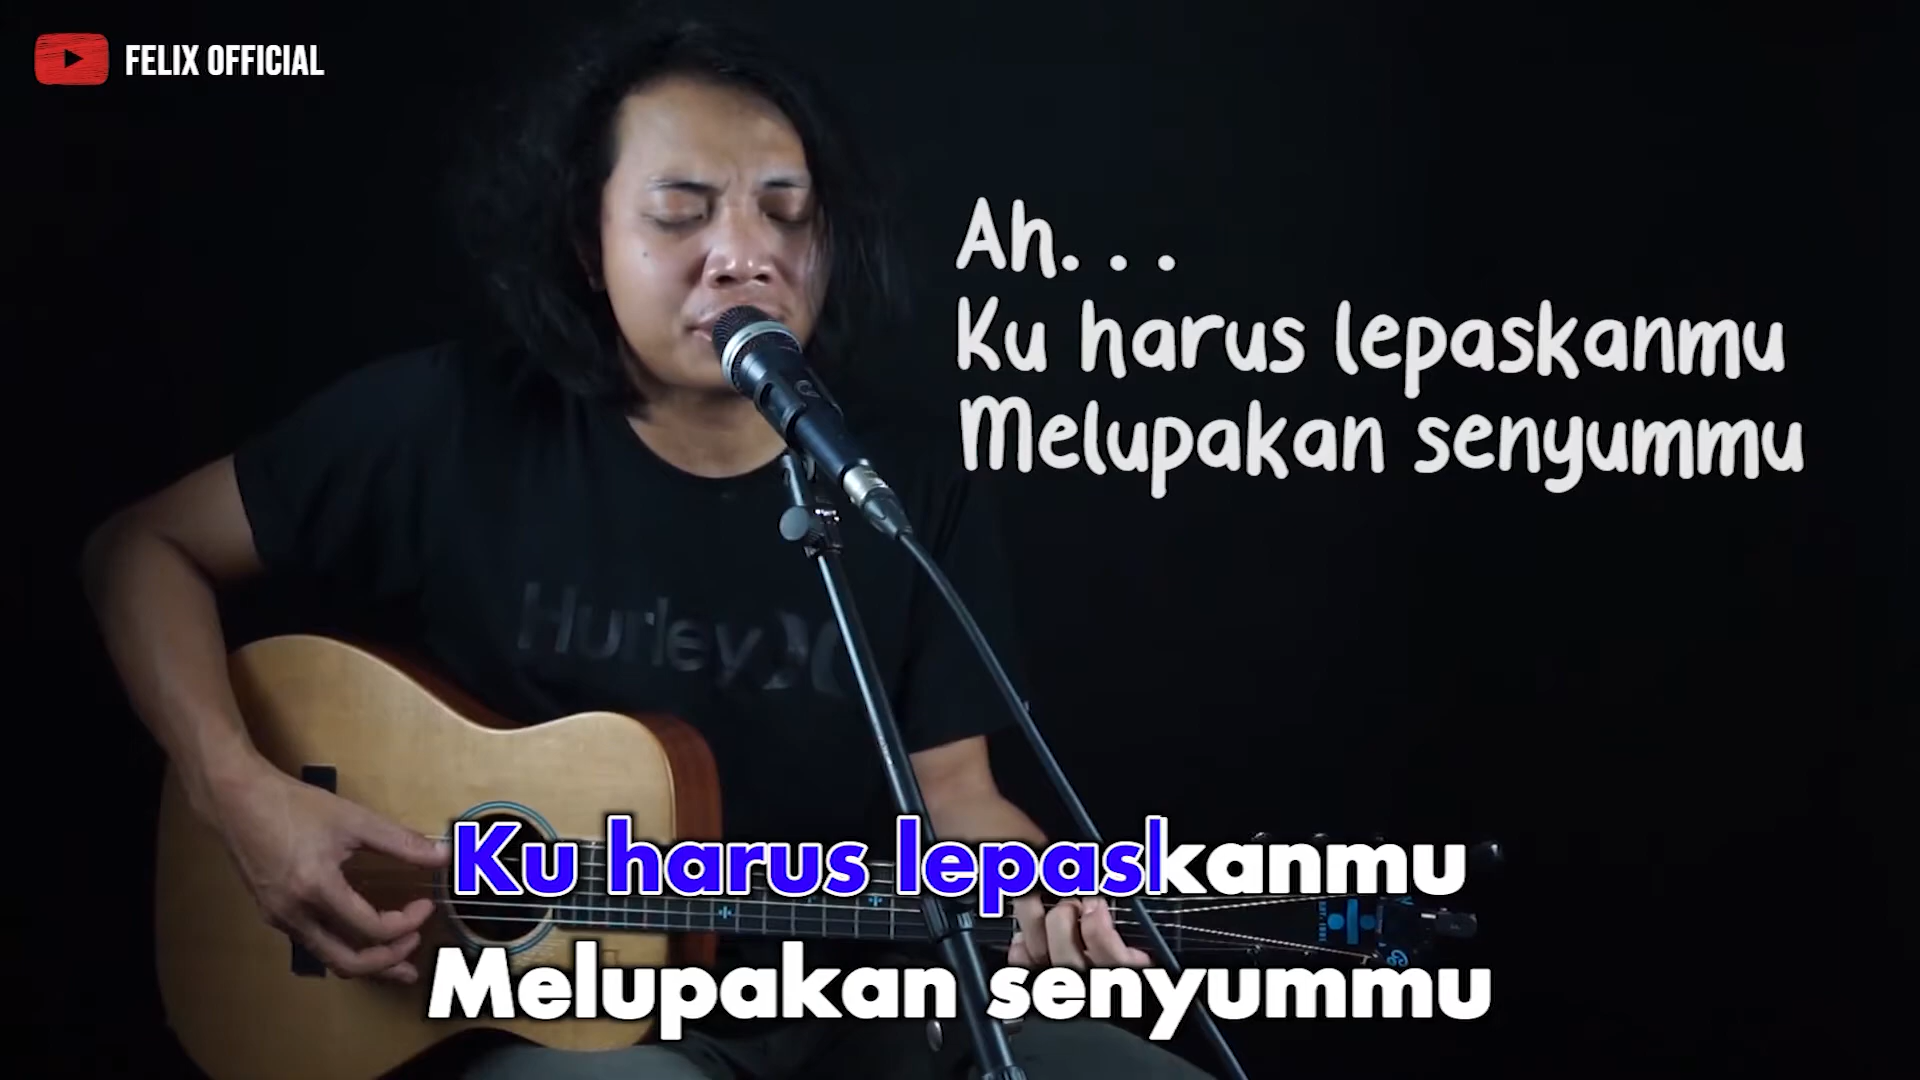 FELIX OFFICIAL
Ah. . .
Ku harus lepaskanmu
Melupakan senyummu
Hurley
Ku harus lepaskanmu
Melupakan senyummu